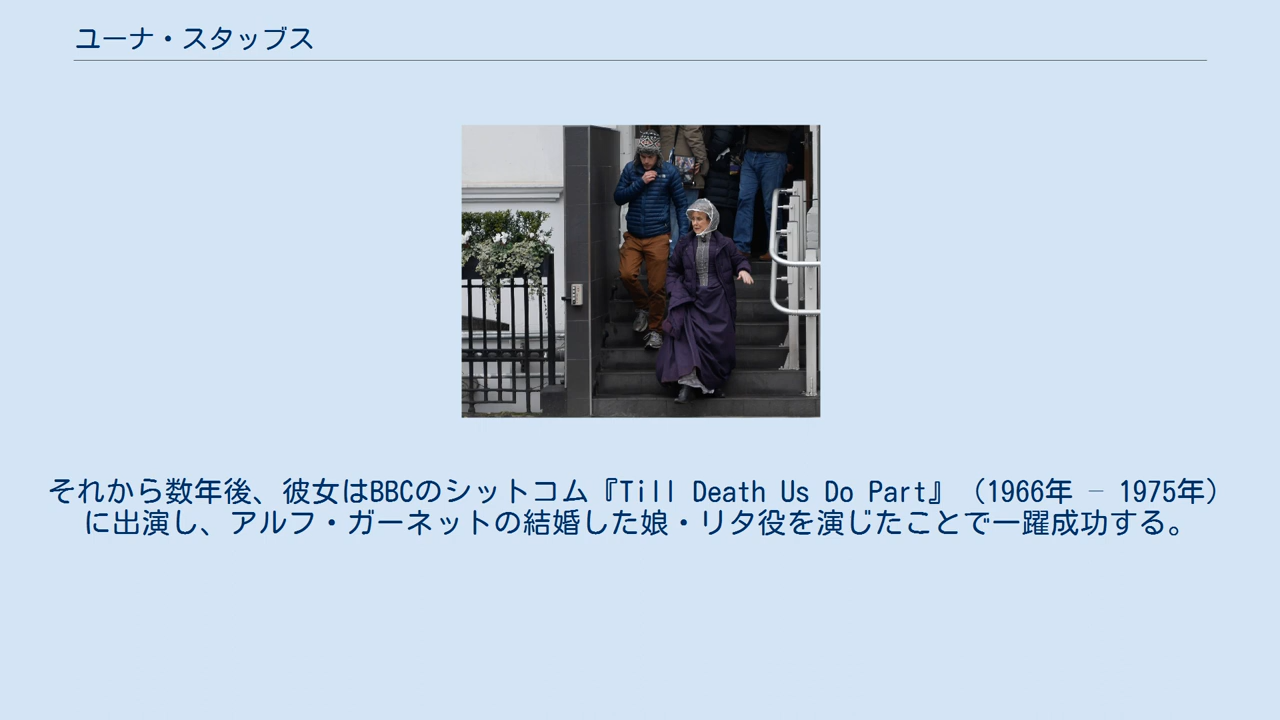 ユーナ・スタッブス
それから数年後、彼女はBBCのシットコム『Till Death Us Do Part』（1966年 – 1975年）
に出演し、アルフ・ガーネットの結婚した娘・リタ役を演じたことで一躍成功する。